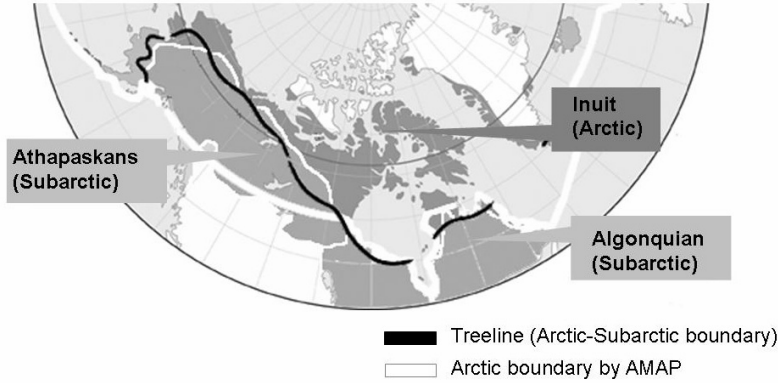 Inuit
(Arctic)
Athapaskans
(Subarctic)
Algonquian
(Subarctic)
Treeline (Arctic-Subarctic boundary)
Arctic boundary by AMAP